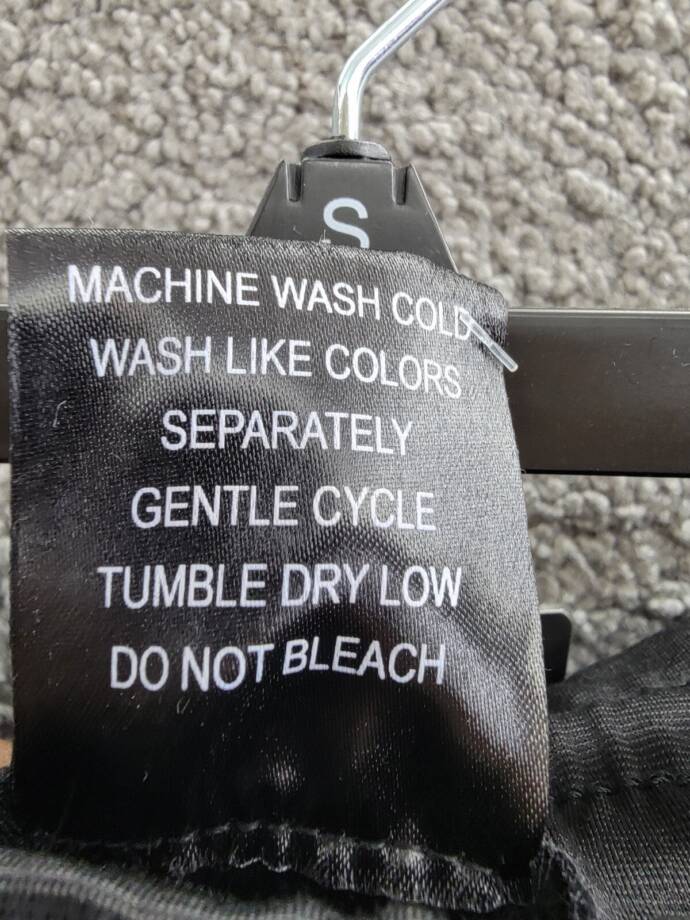 S
MACHINE WASH COLD
WASH LIKE COLORS
SEPARATELY
GENTLE CYCLE
TUMBLE DRY LOW
DO NOT BLEACH